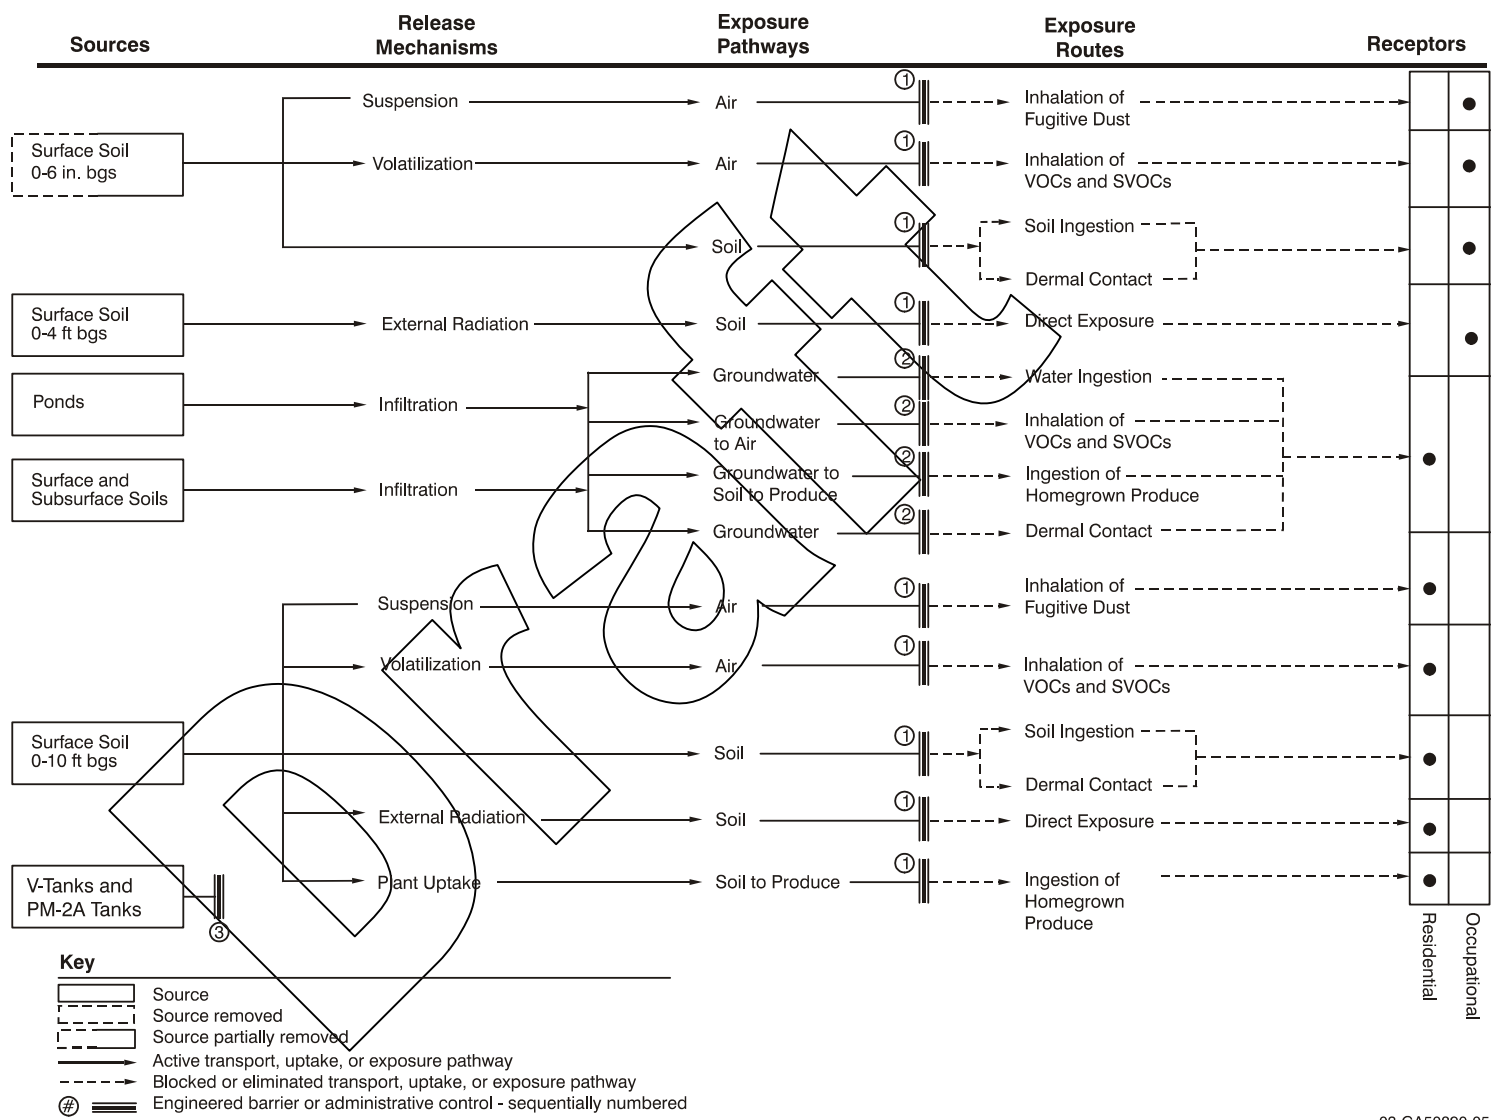 Sources
Release
Mechanisms
Exposure
Pathways
Exposure
Routes
Receptors
Surface Soil
0-6 in. bgs
Suspension
Air
1
Inhalation of
Fugitive Dust
Volatilization
Air
1
Inhalation of
VOCs and SVOCs
Soil
1
Soil Ingestion
Dermal Contact
Surface Soil
0-4 ft bgs
External Radiation
Soil
1
Direct Exposure
Ponds
Infiltration
Groundwater
2
Water Ingestion
Groundwater
to Air
2
Inhalation of
VOCs and SVOCs
Surface and
Subsurface Soils
Infiltration
Groundwater to
Soil to Produce
2
Ingestion of
Homegrown Produce
Groundwater
2
Dermal Contact
Suspension
Air
1
Inhalation of
Fugitive Dust
Volatilization
Air
1
Inhalation of
VOCs and SVOCs
Surface Soil
0-10 ft bgs
Soil
1
Soil Ingestion
Dermal Contact
External Radiation
Soil
1
Direct Exposure
V-Tanks and
PM-2A Tanks
3
Plant Uptake
Soil to Produce
1
Ingestion of
Homegrown
Produce
Residential
Occupational
Draft
Key
Source
Source removed
Source partially removed
Active transport, uptake, or exposure pathway
Blocked or eliminated transport, uptake, or exposure pathway
# Engineered barrier or administrative control - sequentially numbered